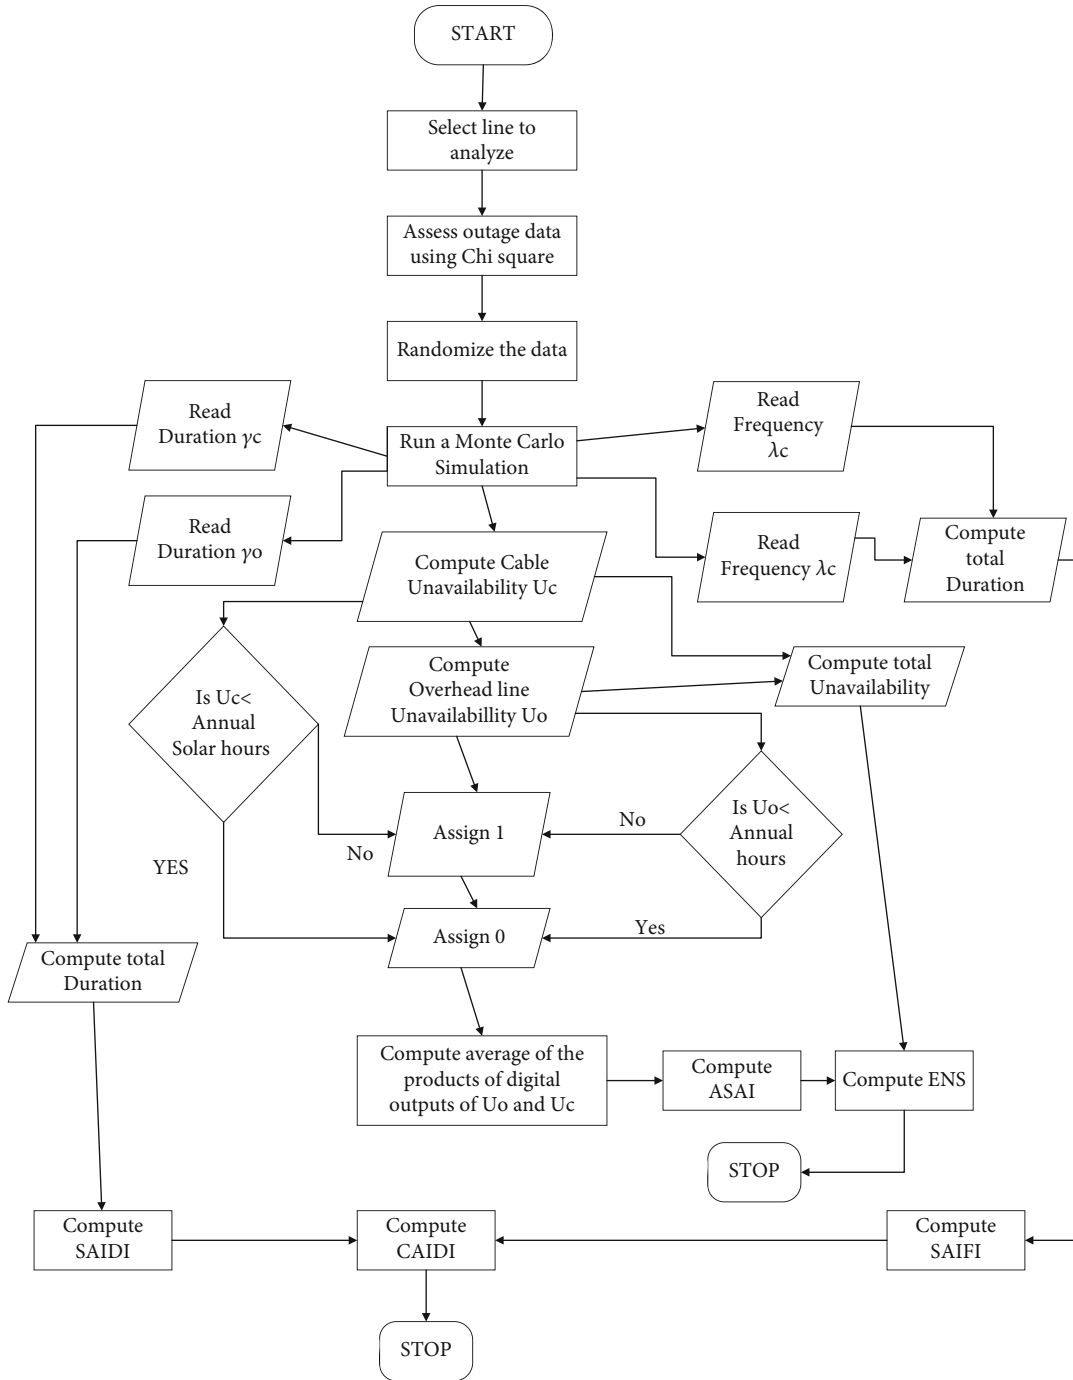 START
Select line to
analyze
Assess outage data
using Chi square
Randomize the data
Read
Duration γc
Run a Monte Carlo
Simulation
Read
Frequency
λc
Read
Duration γo
Read
Frequency λc
Compute
total
Duration
Compute Cable
Unavailability Uc
Is Uc<
Annual
Solar hours
Compute
Overhead line
Unavailabillity Uo
Compute total
Unavailability
Assign 1
No
No
Is Uo<
Annual
hours
YES
Assign 0
Yes
Compute total
Duration
Compute average of the
products of digital
outputs of Uo and Uc
Compute
ASAI
Compute ENS
STOP
Compute
SAIDI
Compute
CAIDI
Compute
SAIFI
STOP